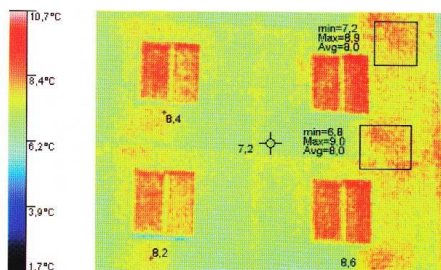 10,7°C
8,4°C
6,2°C
3,9°C
1.7°C
min=7,2
Max=8,9
Avg=8,0
8,4
7,2
min=6,8
Max=9,0
Avg=8,0
8,2
8,6